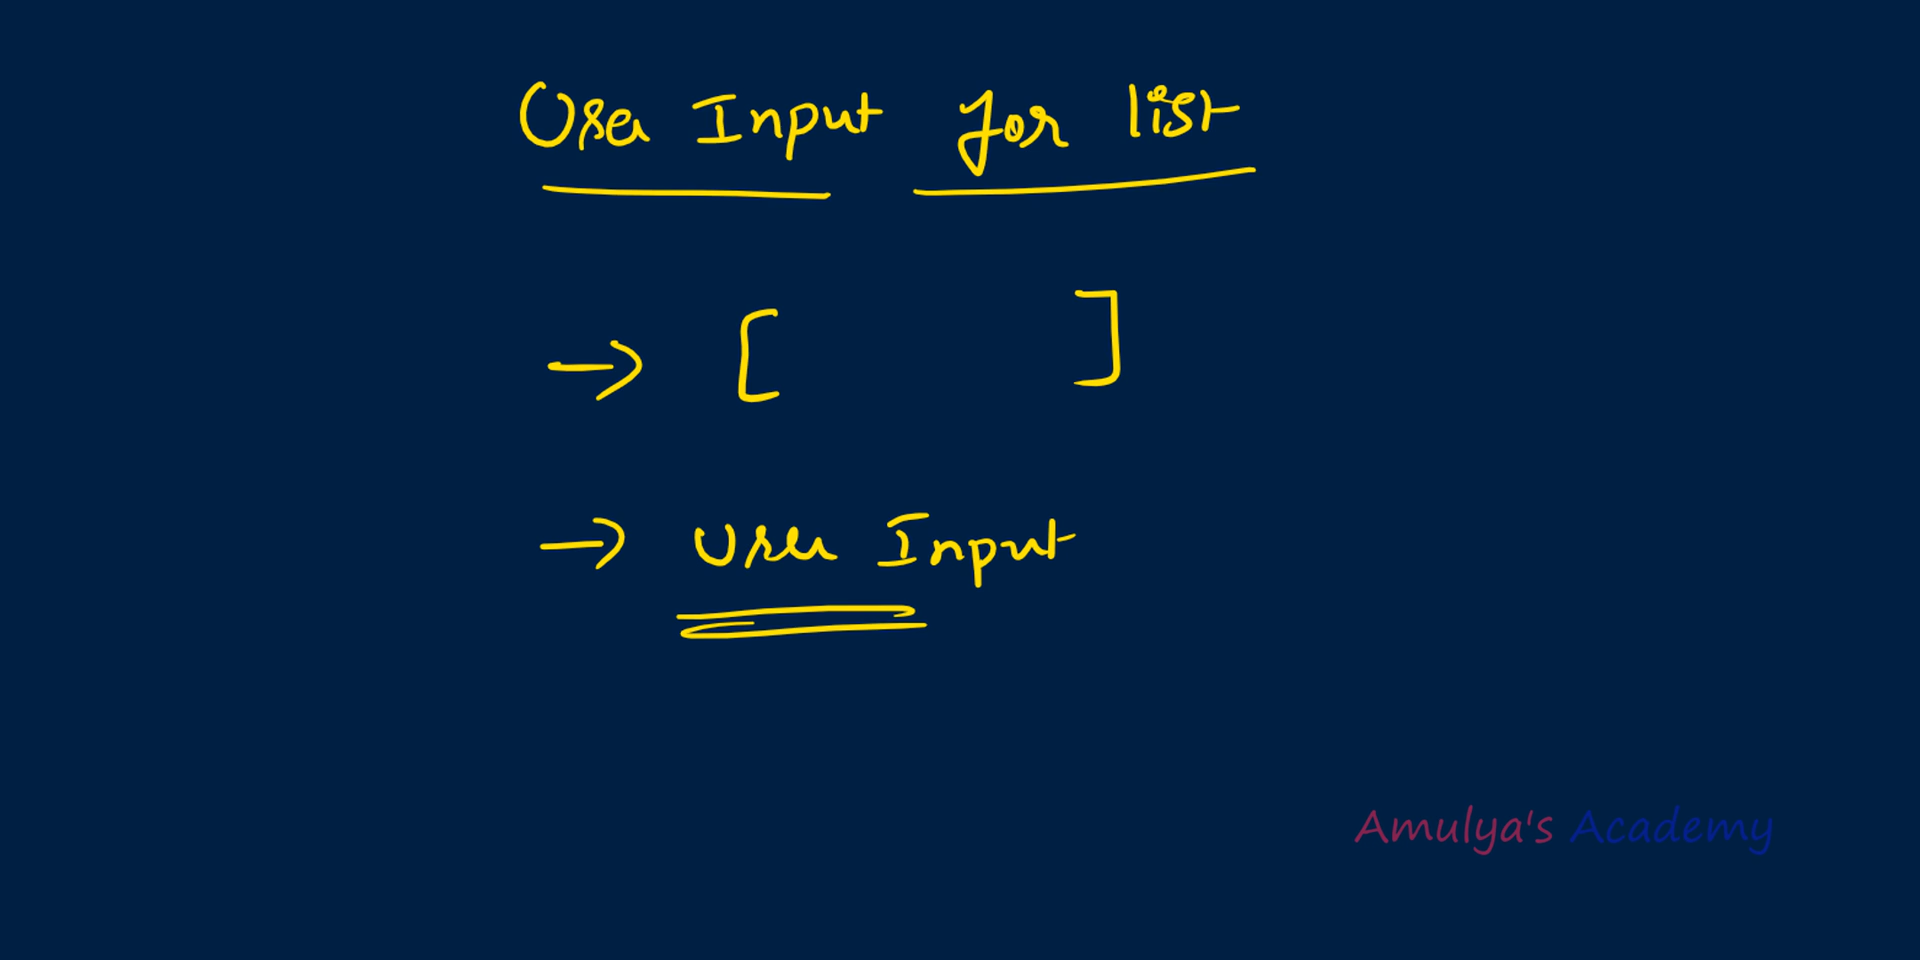 User Input for list
→ [ ]
→ User Input
Amulya's Academy